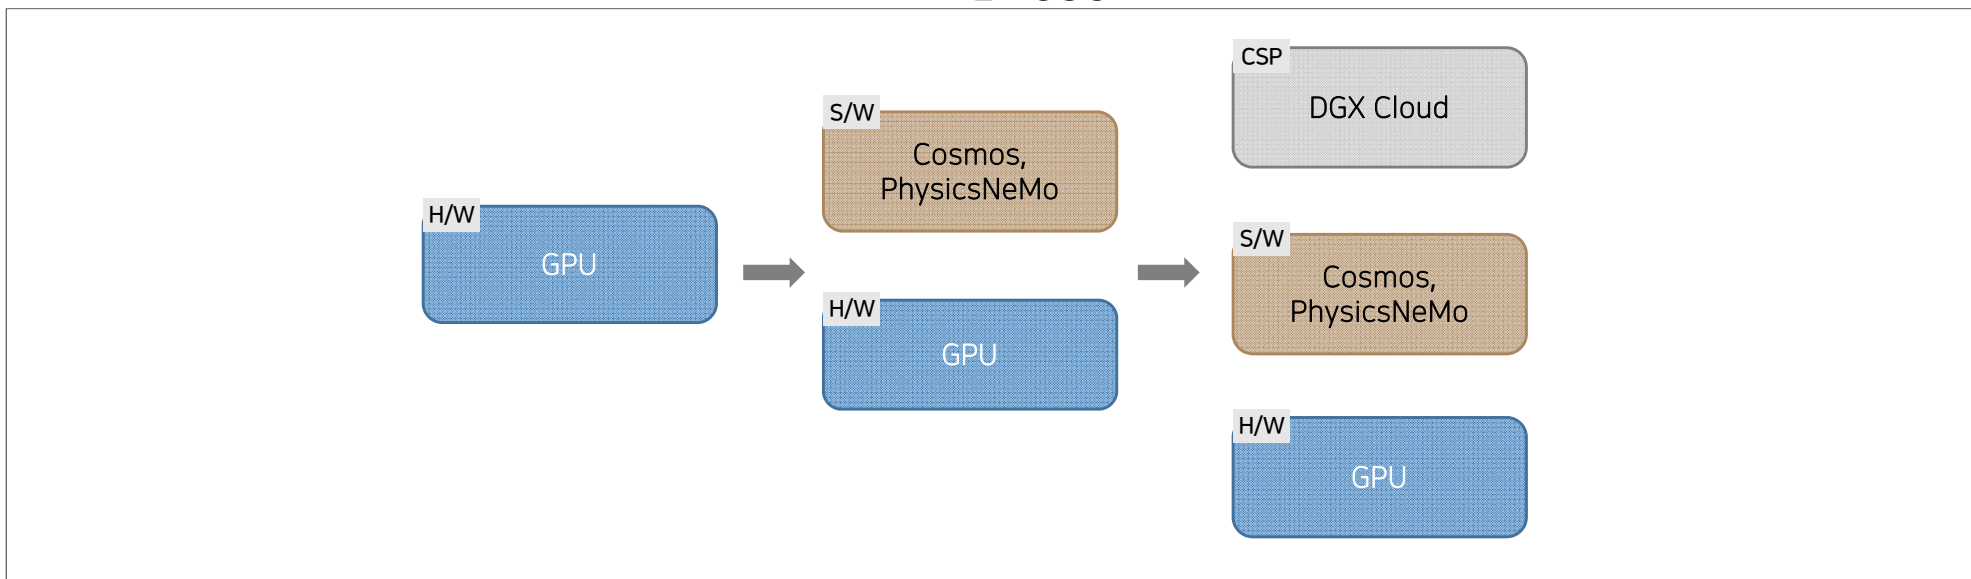 H/W
GPU
S/W
Cosmos,
PhysicsNeMo
H/W
GPU
CSP
DGX Cloud
S/W
Cosmos,
PhysicsNeMo
H/W
GPU